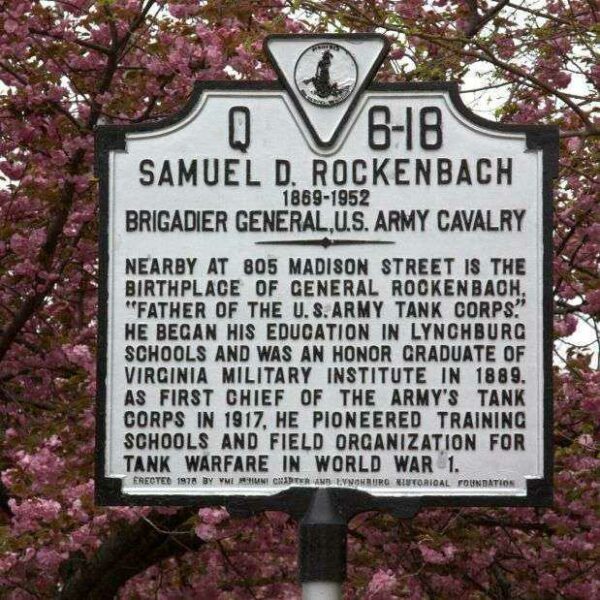 Q 6-18
SAMUEL D. ROCKENBACH
1869-1952
BRIGADIER GENERAL, U.S. ARMY CAVALRY
NEARBY AT 805 MADISON STREET IS THE
BIRTHPLACE OF GENERAL ROCKENBACH,
"FATHER OF THE U.S. ARMY TANK CORPS."
HE BEGAN HIS EDUCATION IN LYNCHBURG
SCHOOLS AND WAS AN HONOR GRADUATE OF
VIRGINIA MILITARY INSTITUTE IN 1889.
AS FIRST CHIEF OF THE ARMY'S TANK
CORPS IN 1917, HE PIONEERED TRAINING
SCHOOLS AND FIELD ORGANIZATION FOR
TANK WARFARE IN WORLD WAR 1.
ERECTED 1978 BY VMI ALUMNI CHAPTER AND LYNCHBURG HISTORICAL FOUNDATION